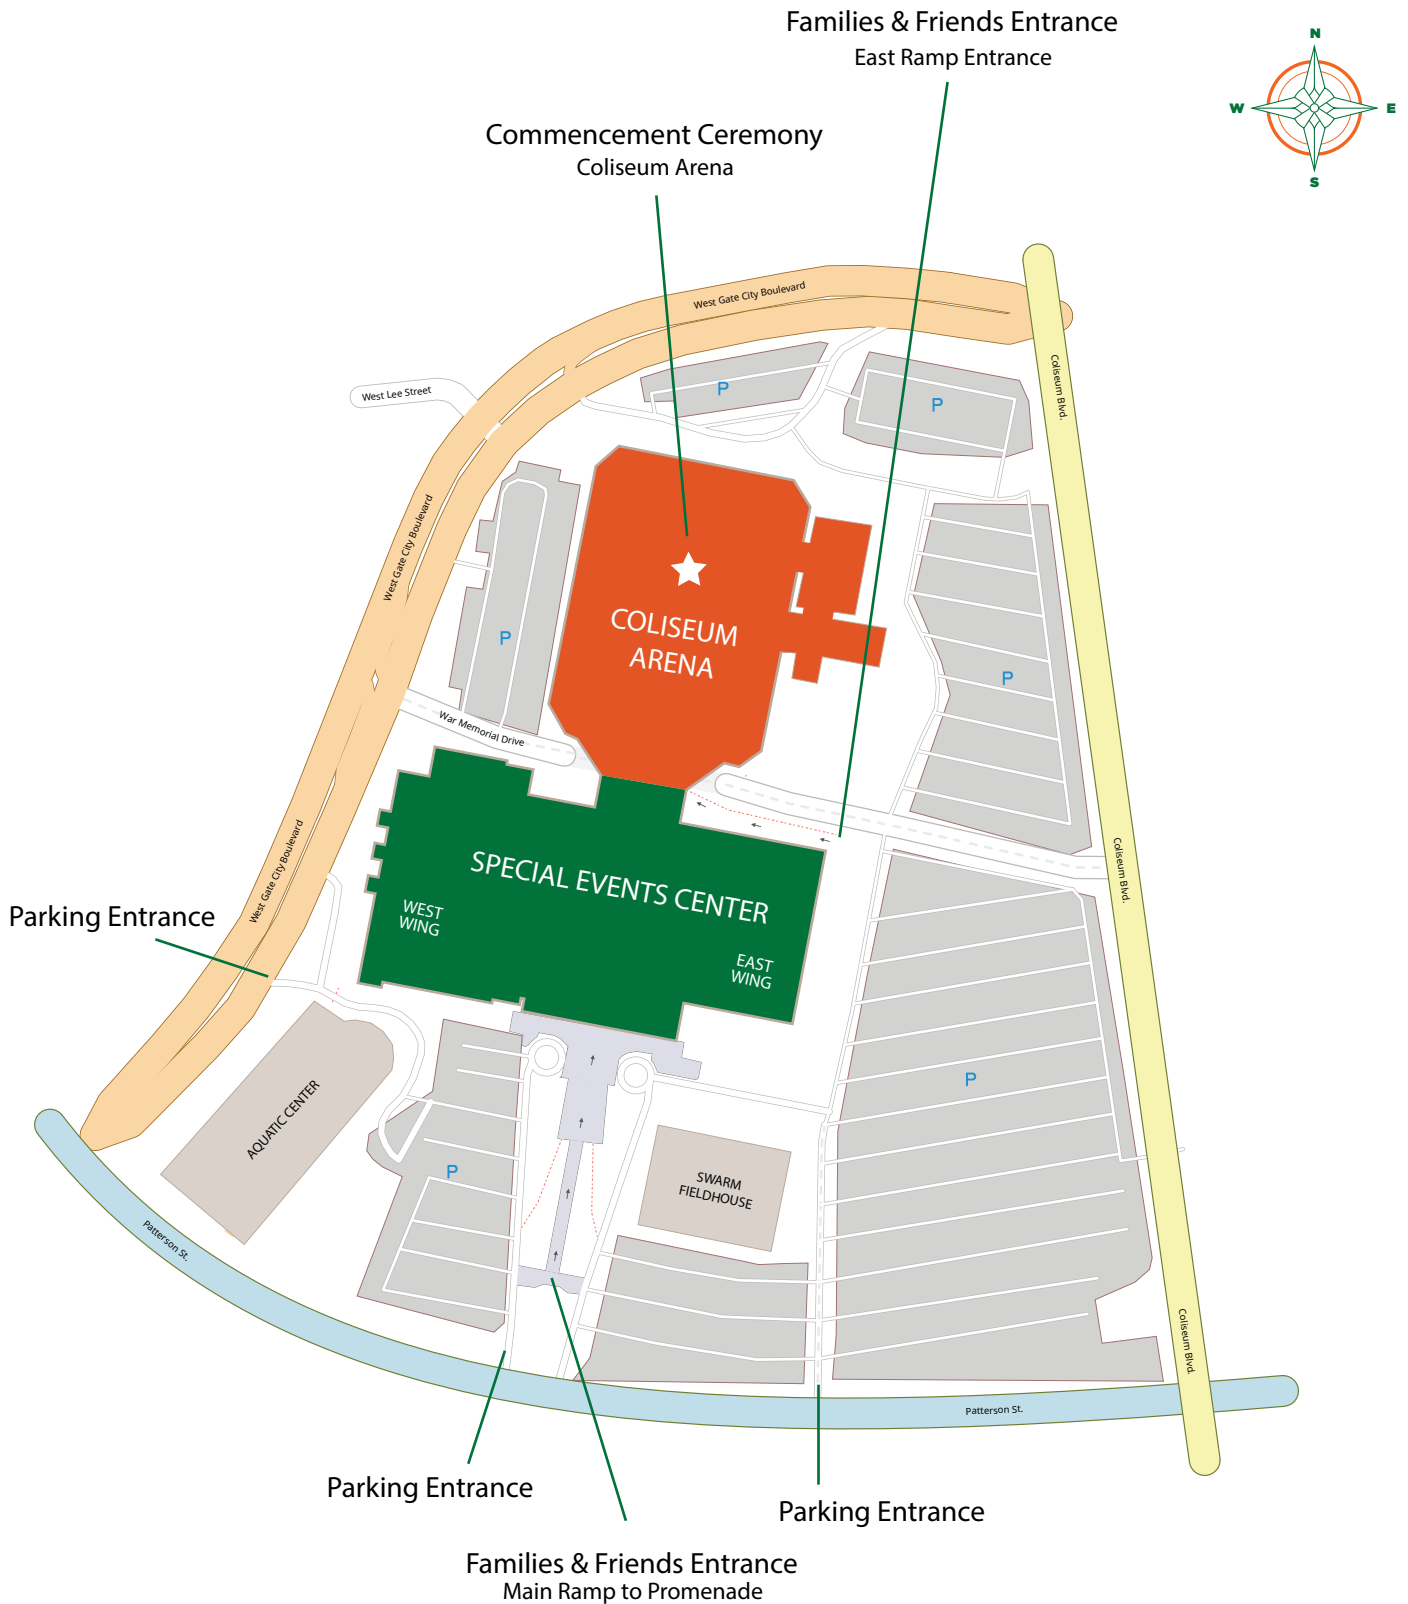 Families & Friends Entrance
East Ramp Entrance
N
W
E
S
Commencement Ceremony
Coliseum Arena
West Gate City Boulevard
Coliseum Blvd.
West Lee Street
P
P
West Gate City Boulevard
COLISEUM
ARENA
P
P
War Memorial Drive
West Gate City Boulevard
SPECIAL EVENTS CENTER
WEST
WING
EAST
WING
Coliseum Blvd.
Parking Entrance
AQUATIC CENTER
P
P
SWARM
FIELDHOUSE
Patterson St.
Coliseum Blvd.
Patterson St.
Parking Entrance
Parking Entrance
Families & Friends Entrance
Main Ramp to Promenade